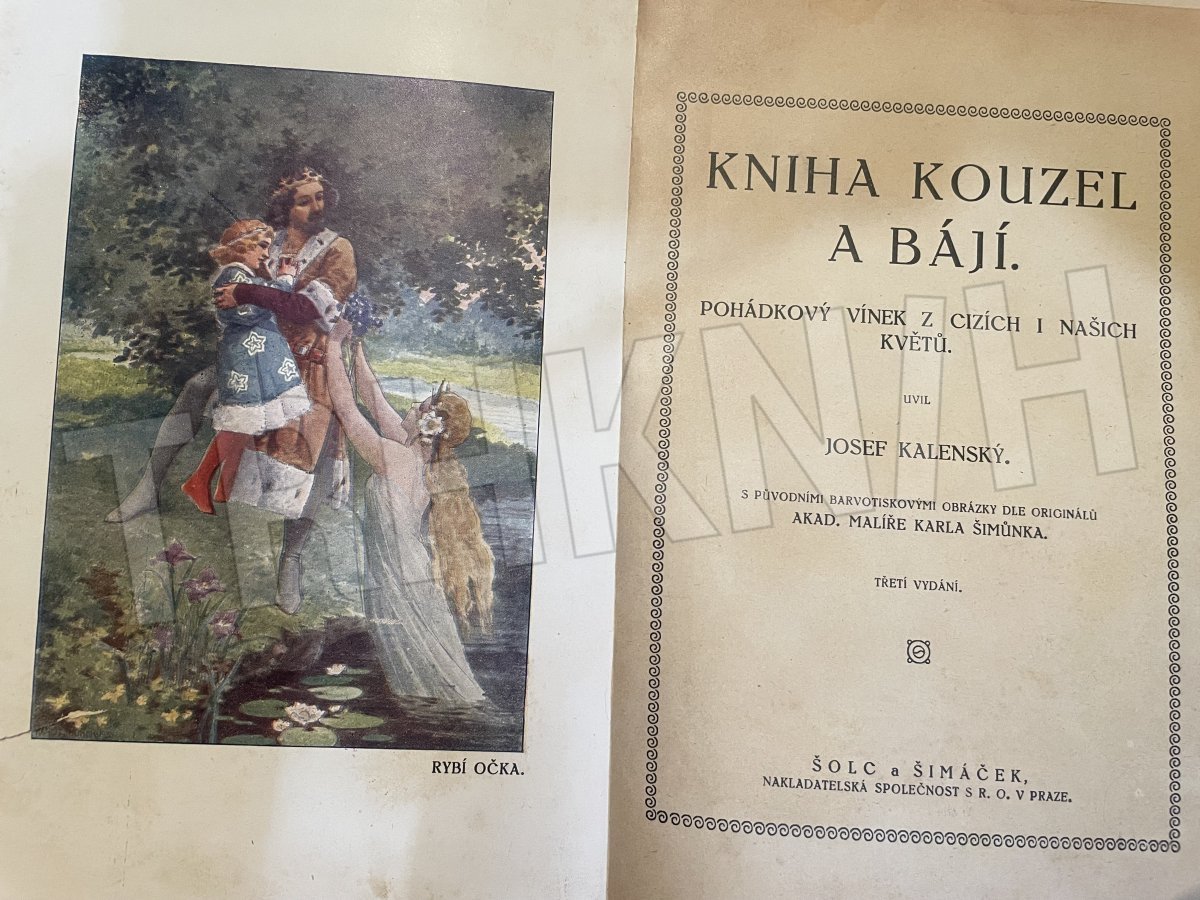 RYBÍ OČKA.
KNIHA KOUZEL
A BÁJÍ.
POHÁDKOVÝ VÍNEK Z CIZÍCH I NAŠICH
KVĚTŮ.
UVIL
JOSEF KALENSKÝ.
S PŮVODNÍMI BARVOTISKOVÝMI OBRÁZKY DLE ORIGINÁLŮ
AKAD. MALÍŘE KARLA ŠIMŮNKA.
TŘETÍ VYDÁNÍ.
ŠOLC a ŠIMÁČEK,
NAKLADATELSKÁ SPOLEČNOST S R. O. V PRAZE.